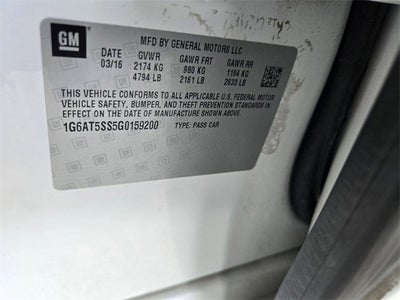 GM
MFD BY GENERAL MOTORS LLC
DATE GVWR GAWR FRT GAWR RR
03/16 2174 KG 980 KG 1194 KG
4794 LB 2161 LB 2633 LB
THIS VEHICLE CONFORMS TO ALL APPLICABLE U.S. FEDERAL MOTOR
VEHICLE SAFETY, BUMPER, AND THEFT PREVENTION STANDARDS IN
EFFECT ON THE DATE OF MANUFACTURE SHOWN ABOVE.
1G6AT5SS5G0159200 TYPE: PASS CAR